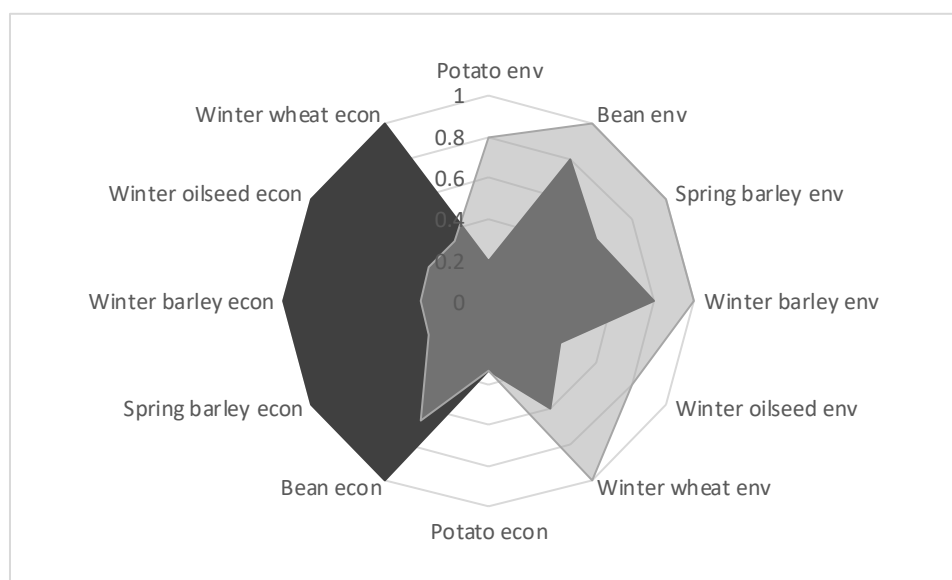 Potato env
1
Winter wheat econ
Bean env
0.8
Winter oilseed econ
0.6
Spring barley env
0.4
0.2
Winter barley econ
0
Winter barley env
Spring barley econ
Winter oilseed env
Bean econ
Winter wheat env
Potato econ